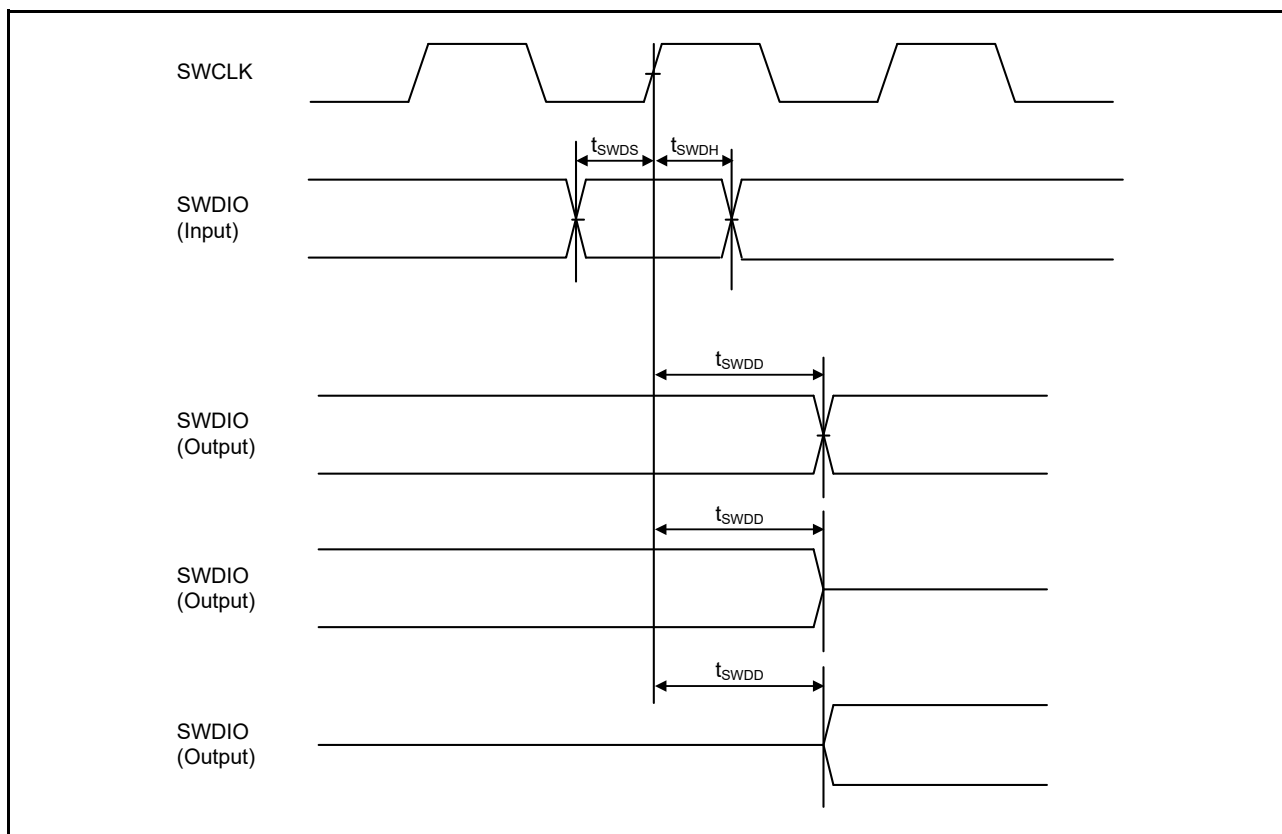 SWCLK
tSWDS
tSWDH
SWDIO
(Input)
tSWDD
SWDIO
(Output)
tSWDD
SWDIO
(Output)
tSWDD
SWDIO
(Output)